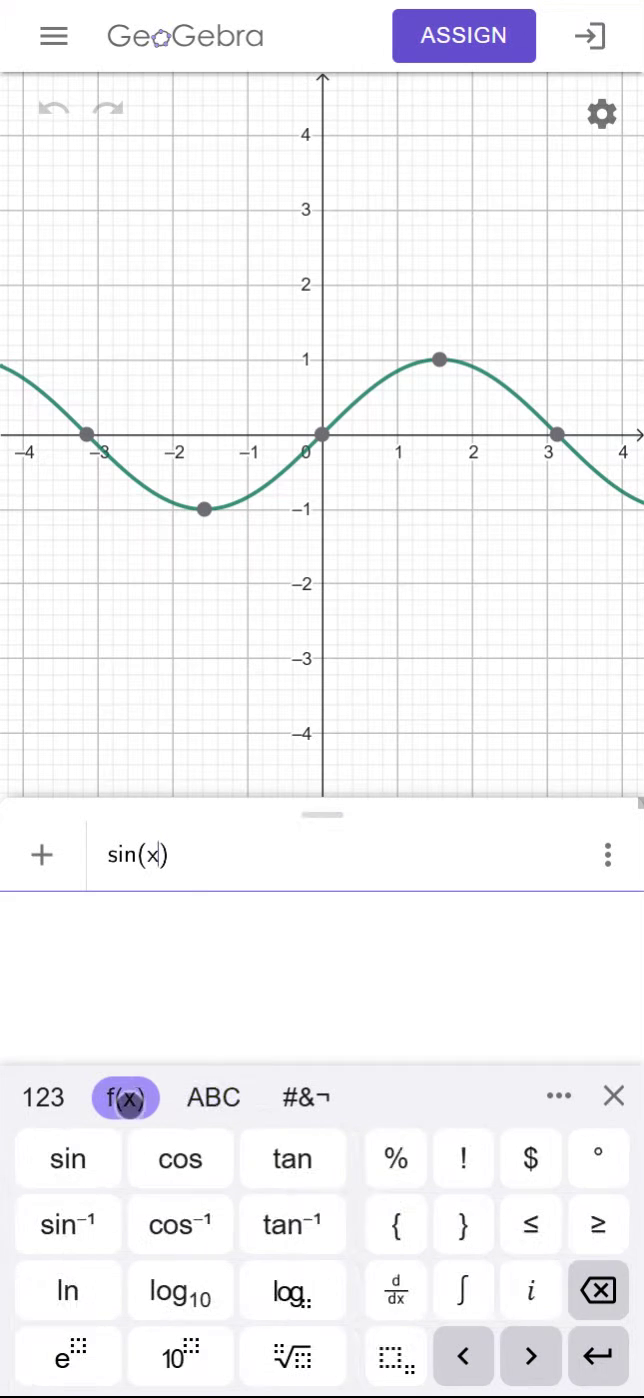 GeoGebra ASSIGN
4
3
2
1
–4 –3 –2 –1 0 1 2 3 4
–1
–2
–3
–4
+ sin(x)
123 f(x) ABC #&¬ ••• ×
sin cos tan % ! $ °
sin⁻¹ cos⁻¹ tan⁻¹ { } ≤ ≥
ln log₁₀ log d/dx ∫ i
e 10 √ < >